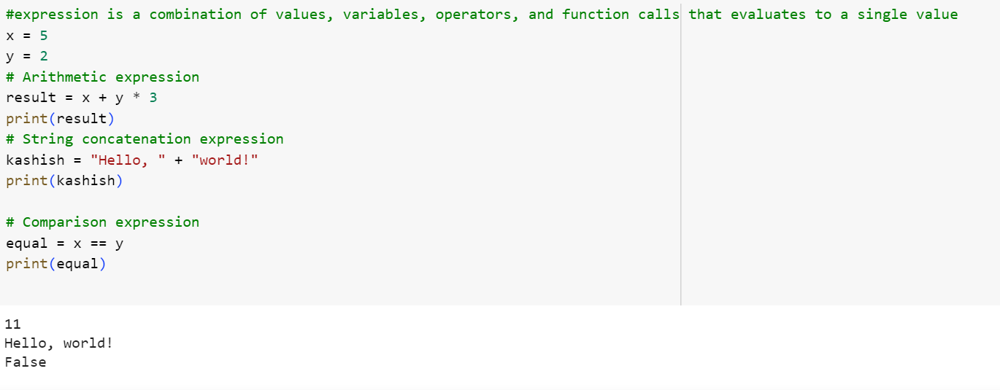 #expression is a combination of values, variables, operators, and function calls that evaluates to a single value
x = 5
y = 2
# Arithmetic expression
result = x + y * 3
print(result)
# String concatenation expression
kashish = "Hello, " + "world!"
print(kashish)
# Comparison expression
equal = x == y
print(equal)
11
Hello, world!
False